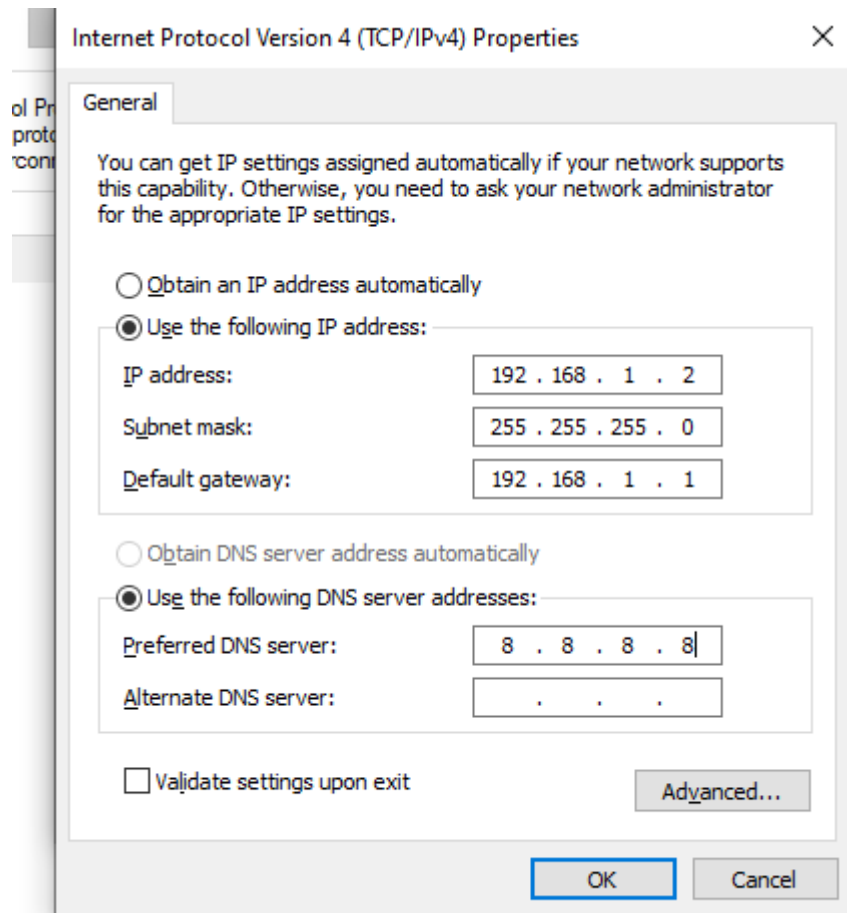 Internet Protocol Version 4 (TCP/IPv4) Properties
General
ol Pr
proto
rconn
You can get IP settings assigned automatically if your network supports
this capability. Otherwise, you need to ask your network administrator
for the appropriate IP settings.
Obtain an IP address automatically
Use the following IP address:
IP address: 192 . 168 . 1 . 2
Subnet mask: 255 . 255 . 255 . 0
Default gateway: 192 . 168 . 1 . 1
Obtain DNS server address automatically
Use the following DNS server addresses:
Preferred DNS server: 8 . 8 . 8 . 8
Alternate DNS server: . . .
Validate settings upon exit
Advanced...
OK Cancel